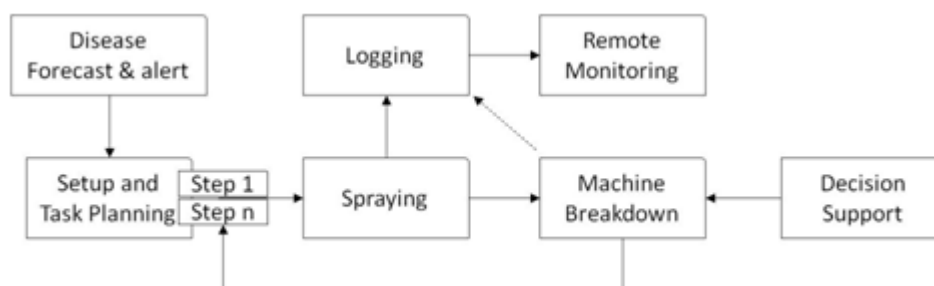 Disease
Forecast & alert
Logging
Remote
Monitoring
Setup and
Task Planning
Step 1
Step n
Spraying
Machine
Breakdown
Decision
Support